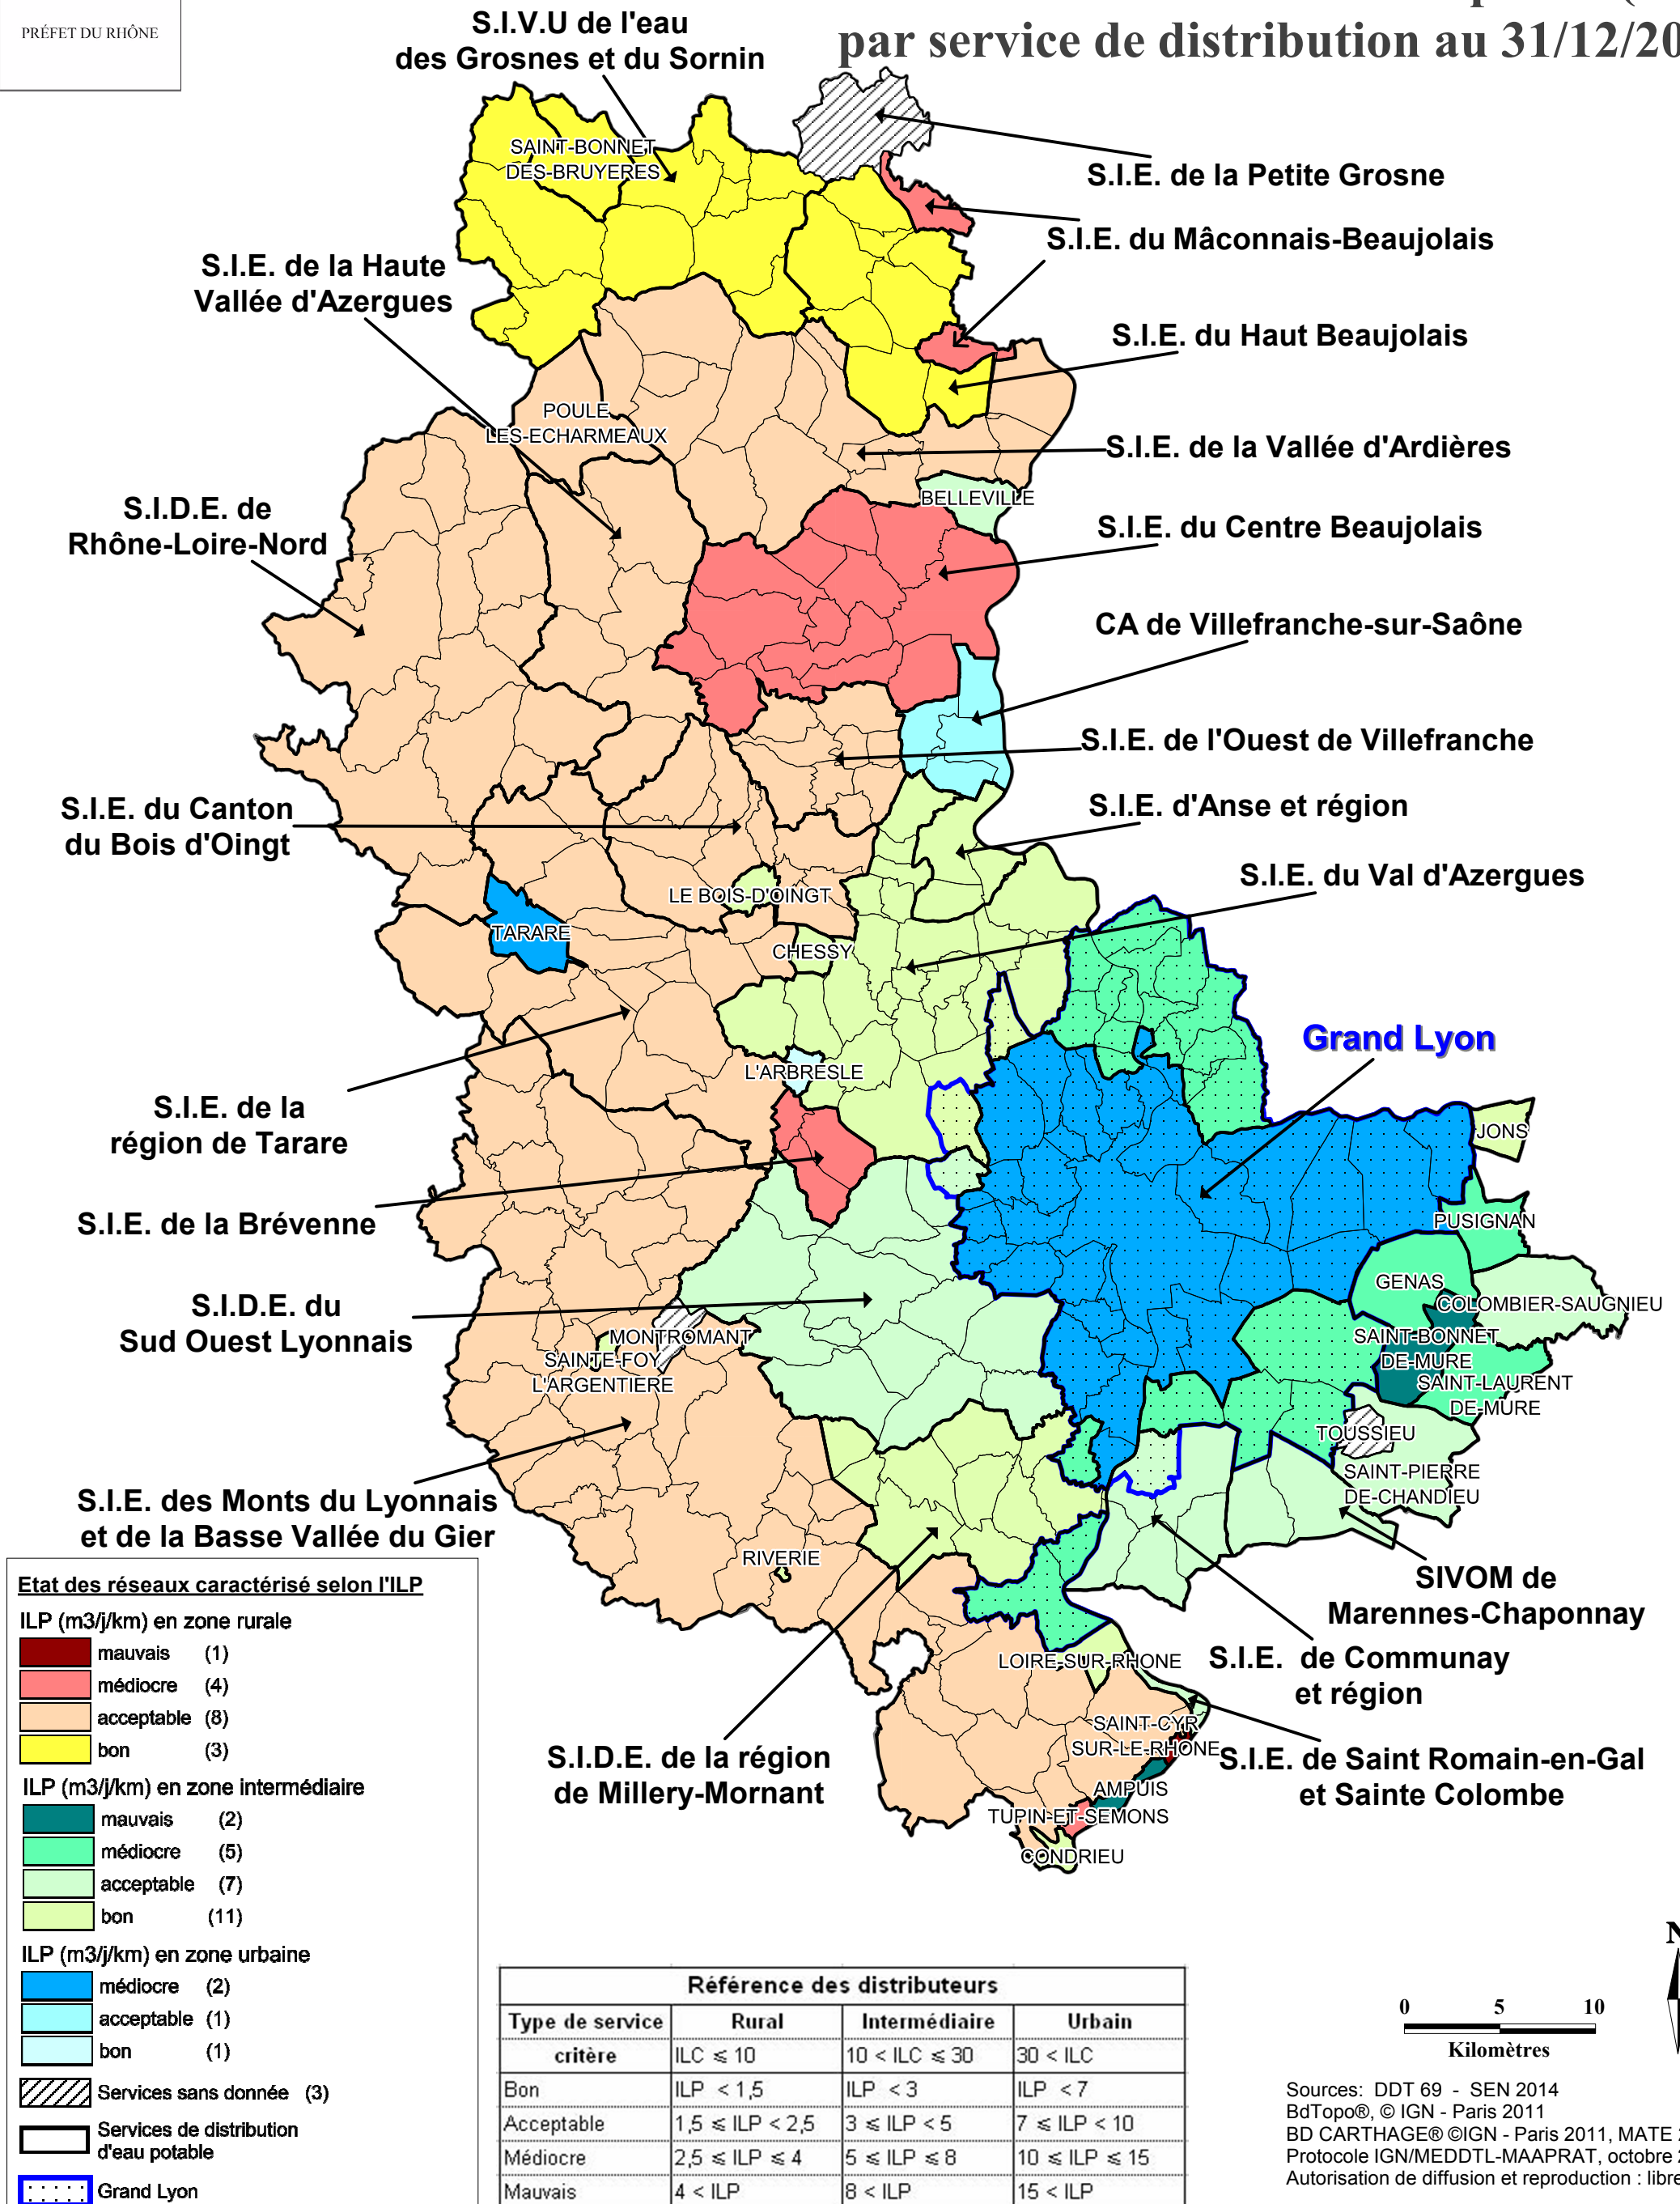 PRÉFET DU RHÔNE
par service de distribution au 31/12/20
S.I.V.U de l'eau
des Grosnes et du Sornin
SAINT-BONNET
DES-BRUYERES
S.I.E. de la Petite Grosne
S.I.E. du Mâconnais-Beaujolais
S.I.E. de la Haute
Vallée d'Azergues
S.I.E. du Haut Beaujolais
POULE
LES-ECHARMEAUX
S.I.E. de la Vallée d'Ardières
BELLEVILLE
S.I.D.E. de
Rhône-Loire-Nord
S.I.E. du Centre Beaujolais
CA de Villefranche-sur-Saône
S.I.E. de l'Ouest de Villefranche
S.I.E. du Canton
du Bois d'Oingt
S.I.E. d'Anse et région
S.I.E. du Val d'Azergues
LE BOIS-D'OINGT
TARARE
CHESSY
Grand Lyon
L'ARBRESLE
S.I.E. de la
région de Tarare
JONS
S.I.E. de la Brévenne
PUSIGNAN
GENAS
COLOMBIER-SAUGNIEU
S.I.D.E. du
Sud Ouest Lyonnais
MONTROMANT
SAINTE-FOY
L'ARGENTIERE
SAINT-BONNET
DE-MURE
SAINT-LAURENT
DE-MURE
TOUSSIEU
SAINT-PIERRE
DE-CHANDIEU
S.I.E. des Monts du Lyonnais
et de la Basse Vallée du Gier
RIVERIE
SIVOM de
Marennes-Chaponnay
S.I.E. de Communay
et région
LOIRE-SUR-RHONE
SAINT-CYR
SUR-LE-RHONE
S.I.E. de Saint Romain-en-Gal
et Sainte Colombe
S.I.D.E. de la région
de Millery-Mornant
AMPUIS
TUPIN-ET-SEMONS
CONDRIEU
Etat des réseaux caractérisé selon l'ILP
ILP (m3/j/km) en zone rurale
mauvais (1)
médiocre (4)
acceptable (8)
bon (3)
ILP (m3/j/km) en zone intermédiaire
mauvais (2)
médiocre (5)
acceptable (7)
bon (11)
ILP (m3/j/km) en zone urbaine
médiocre (2)
acceptable (1)
bon (1)
Services sans donnée (3)
Services de distribution
d'eau potable
Grand Lyon
Référence des distributeurs
Type de service Rural Intermédiaire Urbain
critère ILC ⩽ 10 10 < ILC ⩽ 30 30 < ILC
Bon ILP < 1,5 ILP < 3 ILP < 7
Acceptable 1,5 ⩽ ILP < 2,5 3 ⩽ ILP < 5 7 ⩽ ILP < 10
Médiocre 2,5 ⩽ ILP ⩽ 4 5 ⩽ ILP ⩽ 8 10 ⩽ ILP ⩽ 15
Mauvais 4 < ILP 8 < ILP 15 < ILP
N
0 5 10
Kilomètres
Sources: DDT 69 - SEN 2014
BdTopo®, © IGN - Paris 2011
BD CARTHAGE® ©IGN - Paris 2011, MATE
Protocole IGN/MEDDTL-MAAPRAT, octobre
Autorisation de diffusion et reproduction : libre